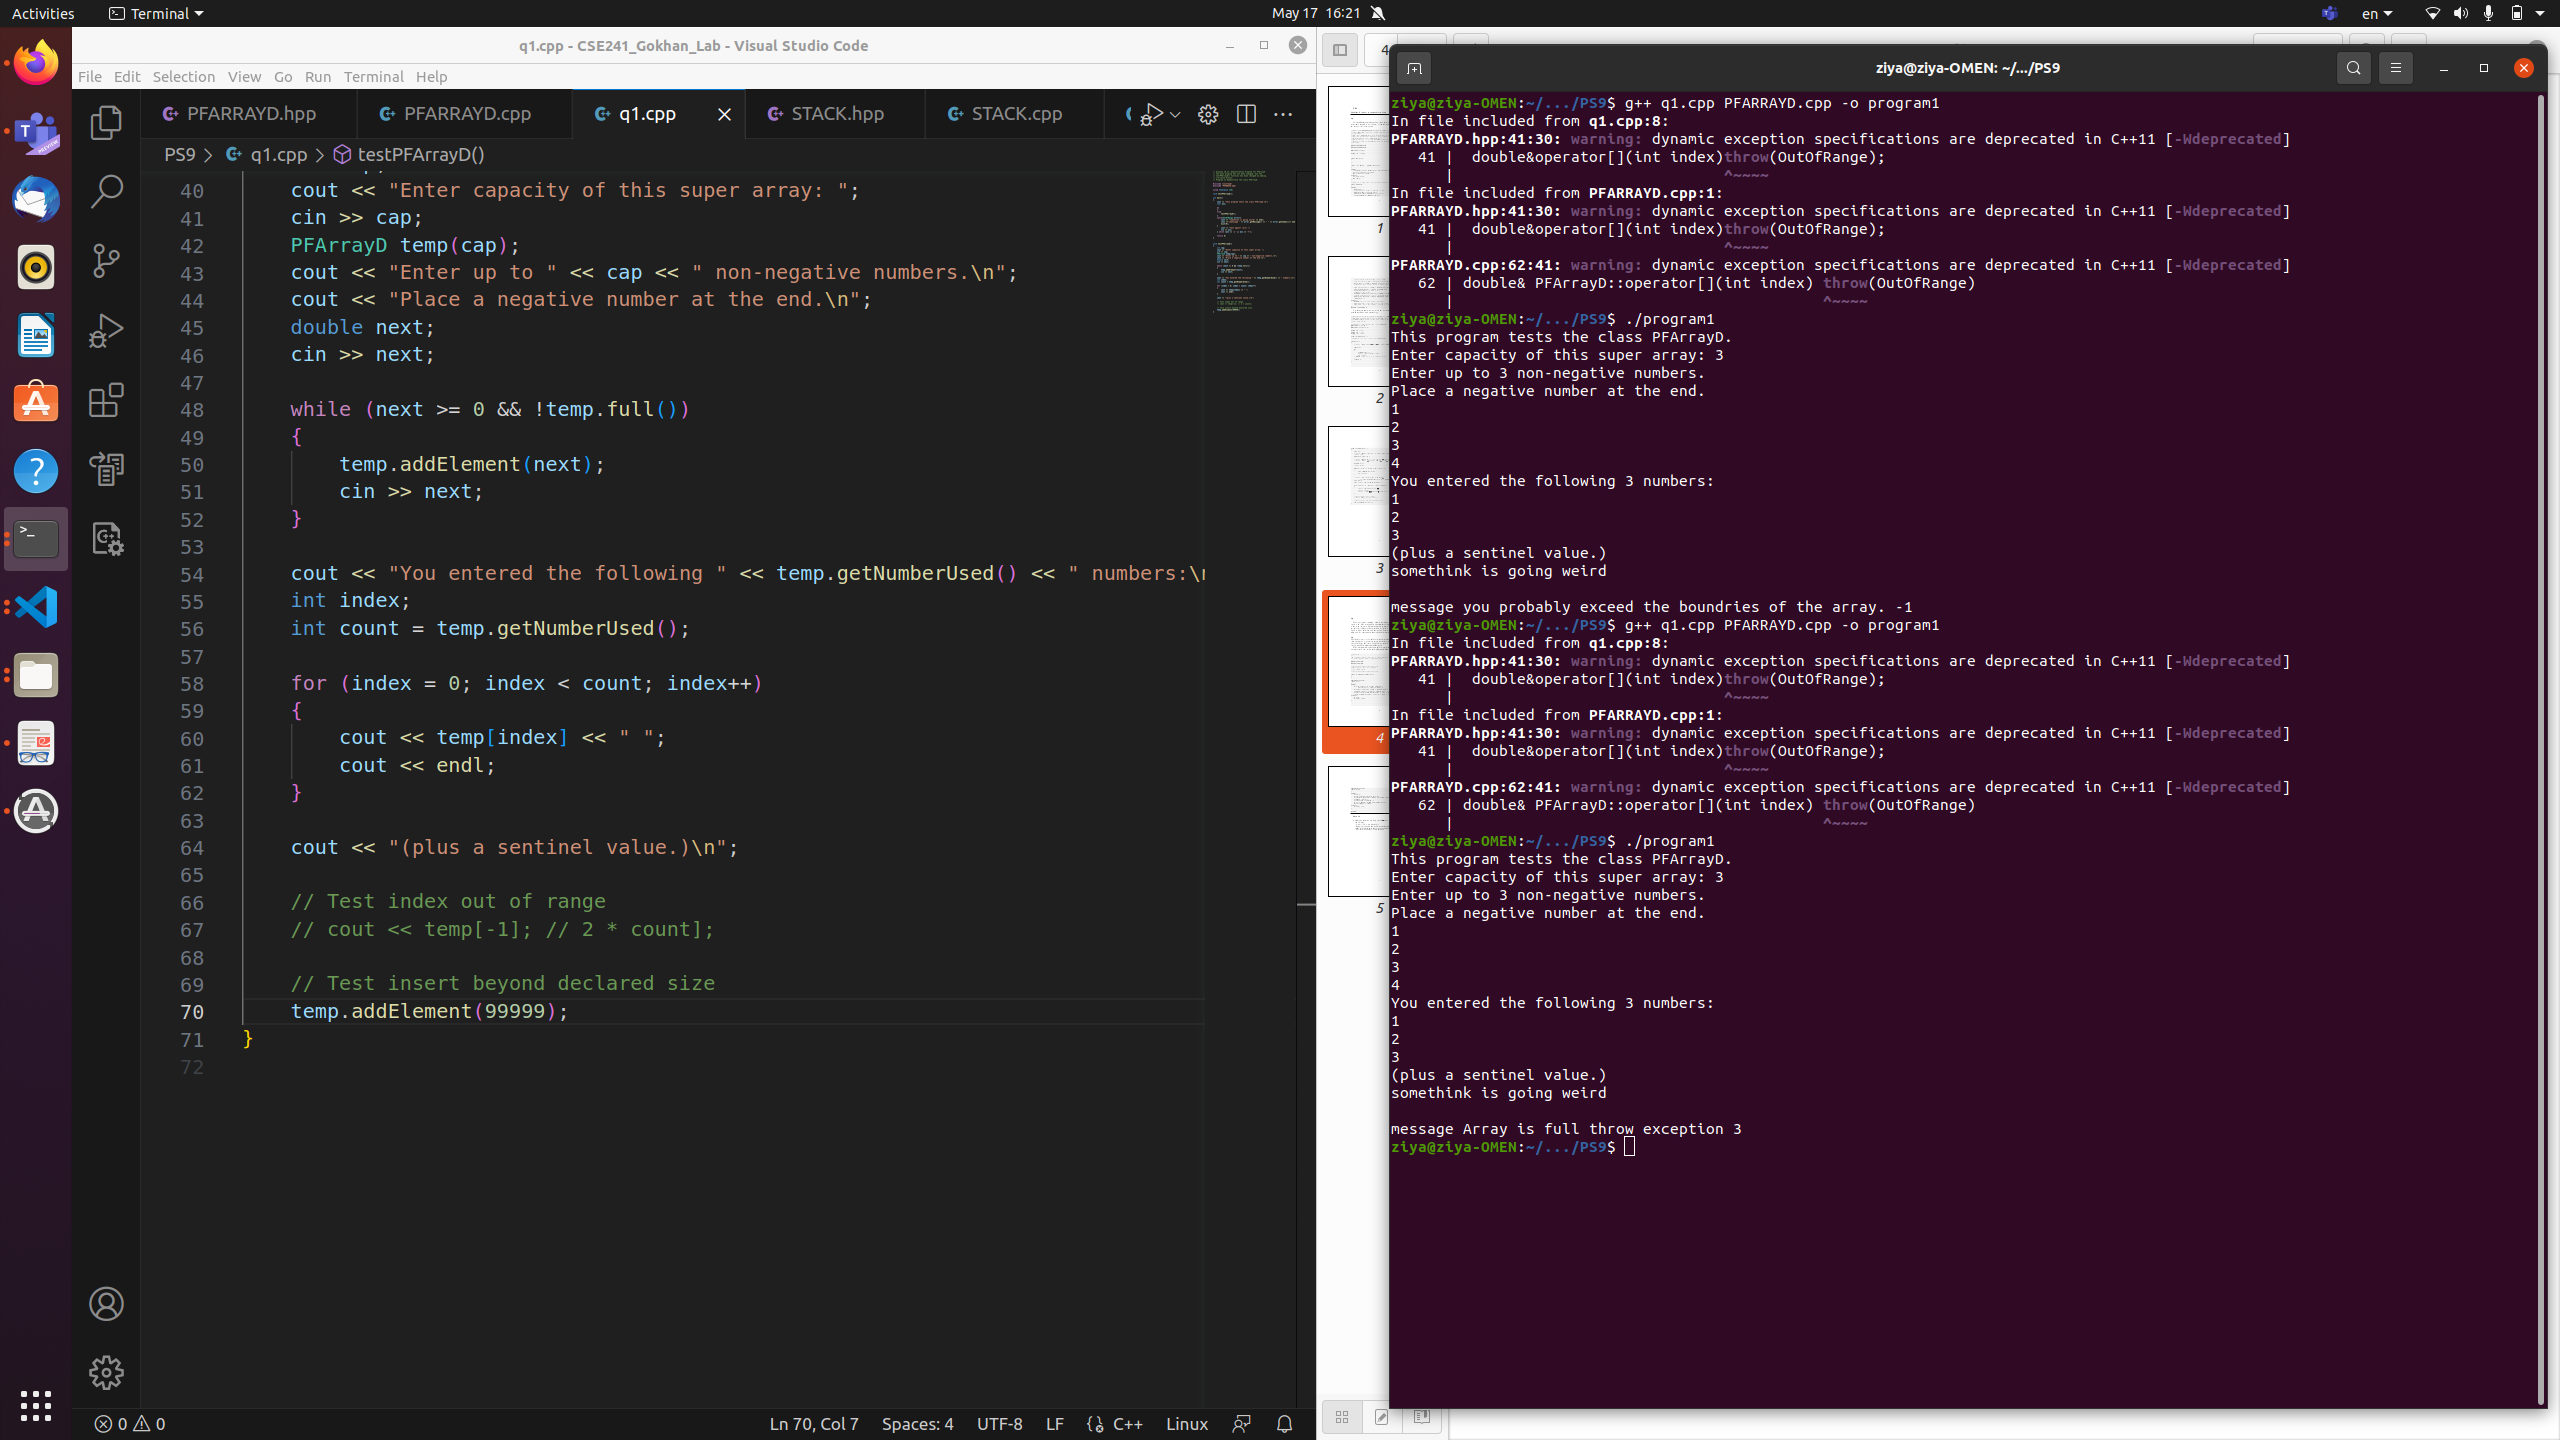 Activities
Terminal
May 17 16:21
en
q1.cpp - CSE241_Gokhan_Lab - Visual Studio Code
File Edit Selection View Go Run Terminal Help
PFARRAYD.hpp
PFARRAYD.cpp
q1.cpp
STACK.hpp
STACK.cpp
PS9 > q1.cpp > testPFArrayD()
40 cout << "Enter capacity of this super array: ";
41 cin >> cap;
42 PFArrayD temp(cap);
43 cout << "Enter up to " << cap << " non-negative numbers.\n";
44 cout << "Place a negative number at the end.\n";
45 double next;
46 cin >> next;
47
48 while (next >= 0 && !temp.full())
49 {
50 temp.addElement(next);
51 cin >> next;
52 }
53
54 cout << "You entered the following " << temp.getNumberUsed() << " numbers:\n
55 int index;
56 int count = temp.getNumberUsed();
57
58 for (index = 0; index < count; index++)
59 {
60 cout << temp[index] << " ";
61 cout << endl;
62 }
63
64 cout << "(plus a sentinel value.)\n";
65
66 // Test index out of range
67 // cout << temp[-1]; // 2 * count];
68
69 // Test insert beyond declared size
70 temp.addElement(99999);
71 }
72
0 0
Ln 70, Col 7
Spaces: 4
UTF-8
LF
C++
Linux
4
1
2
3
4
5
ziya@ziya-OMEN: ~/.../PS9
ziya@ziya-OMEN:~/.../PS9$ g++ q1.cpp PFARRAYD.cpp -o program1
In file included from q1.cpp:8:
PFARRAYD.hpp:41:30: warning: dynamic exception specifications are deprecated in C++11 [-Wdeprecated]
41 | double&operator[](int index)throw(OutOfRange);
| ^~~~~
In file included from PFARRAYD.cpp:1:
PFARRAYD.hpp:41:30: warning: dynamic exception specifications are deprecated in C++11 [-Wdeprecated]
41 | double&operator[](int index)throw(OutOfRange);
| ^~~~~
PFARRAYD.cpp:62:41: warning: dynamic exception specifications are deprecated in C++11 [-Wdeprecated]
62 | double& PFArrayD::operator[](int index) throw(OutOfRange)
| ^~~~~
ziya@ziya-OMEN:~/.../PS9$ ./program1
This program tests the class PFArrayD.
Enter capacity of this super array: 3
Enter up to 3 non-negative numbers.
Place a negative number at the end.
1
2
3
4
You entered the following 3 numbers:
1
2
3
(plus a sentinel value.)
somethink is going weird
message you probably exceed the boundries of the array. -1
ziya@ziya-OMEN:~/.../PS9$ g++ q1.cpp PFARRAYD.cpp -o program1
In file included from q1.cpp:8:
PFARRAYD.hpp:41:30: warning: dynamic exception specifications are deprecated in C++11 [-Wdeprecated]
41 | double&operator[](int index)throw(OutOfRange);
| ^~~~~
In file included from PFARRAYD.cpp:1:
PFARRAYD.hpp:41:30: warning: dynamic exception specifications are deprecated in C++11 [-Wdeprecated]
41 | double&operator[](int index)throw(OutOfRange);
| ^~~~~
PFARRAYD.cpp:62:41: warning: dynamic exception specifications are deprecated in C++11 [-Wdeprecated]
62 | double& PFArrayD::operator[](int index) throw(OutOfRange)
| ^~~~~
ziya@ziya-OMEN:~/.../PS9$ ./program1
This program tests the class PFArrayD.
Enter capacity of this super array: 3
Enter up to 3 non-negative numbers.
Place a negative number at the end.
1
2
3
4
You entered the following 3 numbers:
1
2
3
(plus a sentinel value.)
somethink is going weird
message Array is full throw exception 3
ziya@ziya-OMEN:~/.../PS9$